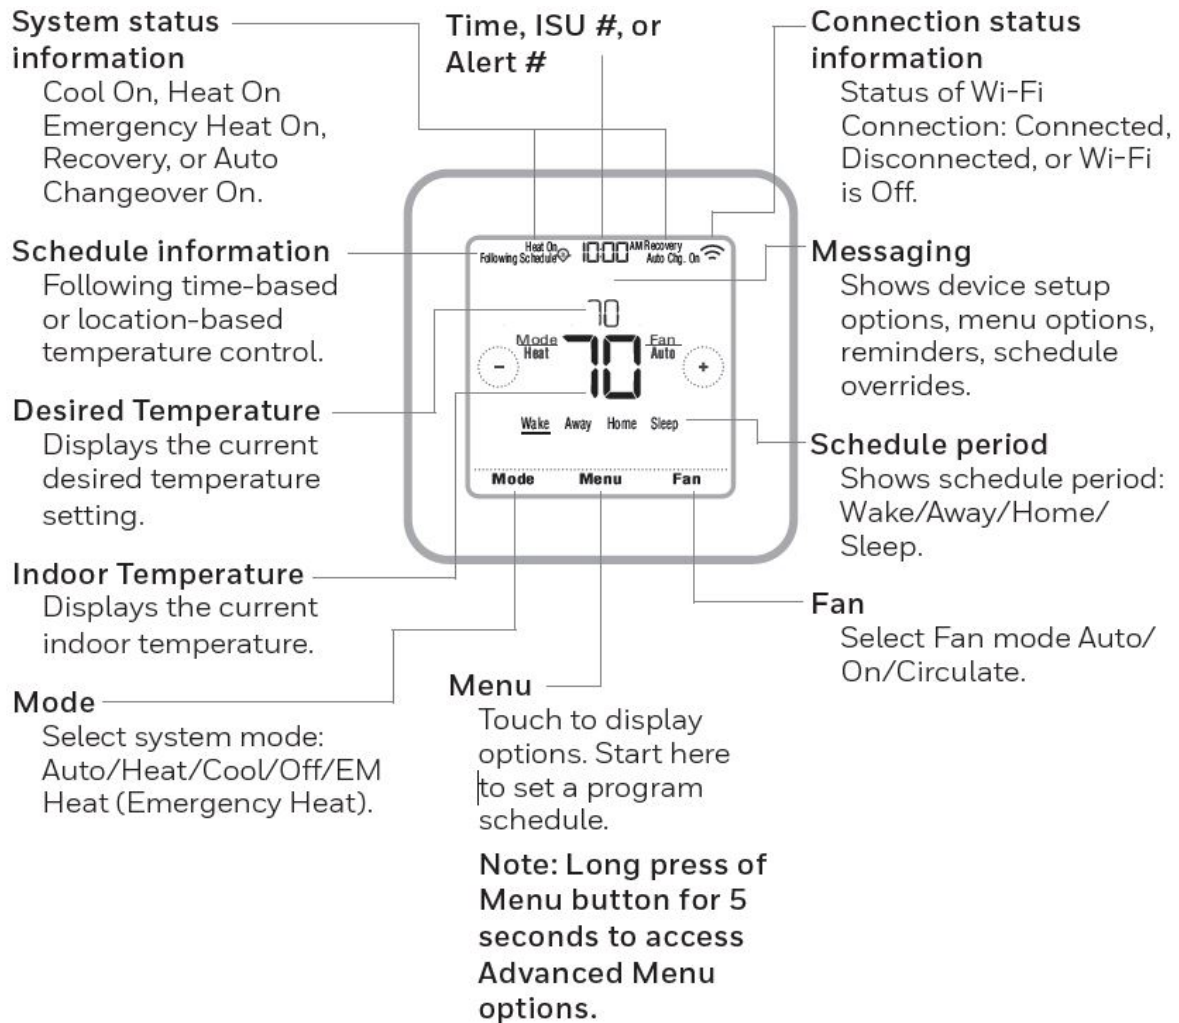 System status
information
Cool On, Heat On
Emergency Heat On,
Recovery, or Auto
Changeover On.
Time, ISU #, or
Alert #
Connection status
information
Status of Wi-Fi
Connection: Connected,
Disconnected, or Wi-Fi
is Off.
Schedule information
Following time-based
or location-based
temperature control.
Desired Temperature
Displays the current
desired temperature
setting.
Indoor Temperature
Displays the current
indoor temperature.
Mode
Select system mode:
Auto/Heat/Cool/Off/EM
Heat (Emergency Heat).
Heat On
Following Schedule
10:00 AM
Recovery
Auto Chg. On
70
Mode
Heat
70
Fan
Auto
-
+
Wake Away Home Sleep
Mode Menu Fan
Messaging
Shows device setup
options, menu options,
reminders, schedule
overrides.
Schedule period
Shows schedule period:
Wake/Away/Home/
Sleep.
Fan
Select Fan mode Auto/
On/Circulate.
Menu
Touch to display
options. Start here
to set a program
schedule.
Note: Long press of
Menu button for 5
seconds to access
Advanced Menu
options.